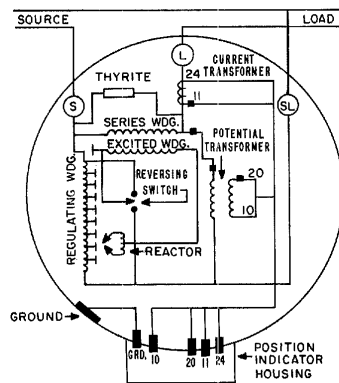 SOURCE
LOAD
L
24
CURRENT
TRANSFORMER
THYRITE
11
S
SL
SERIES WDG.
EXCITED WDG.
POTENTIAL
TRANSFORMER
REVERSING
SWITCH
20
10
REGULATING WDG.
REACTOR
GROUND
GRD.
10
20
11
24
POSITION
INDICATOR
HOUSING